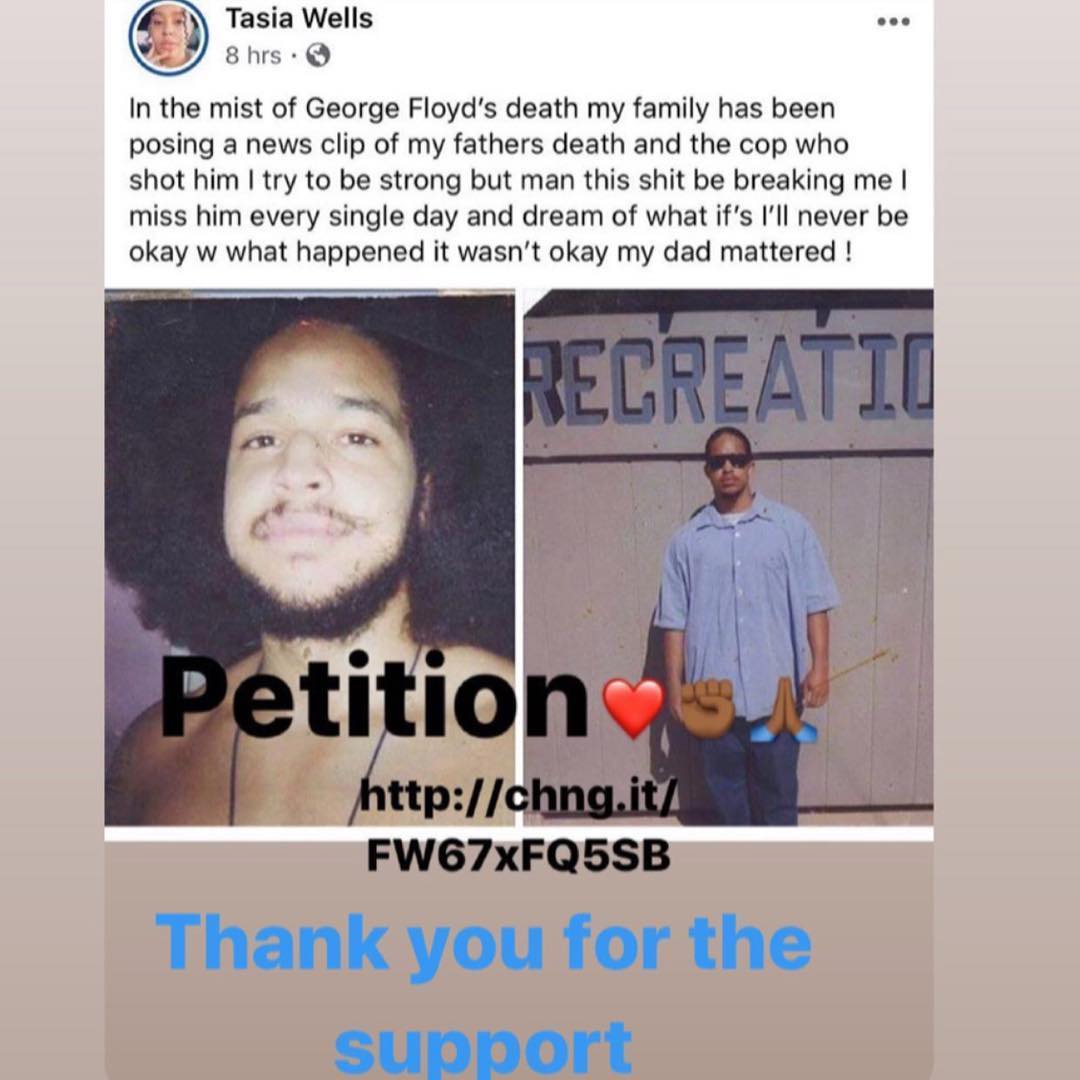 Tasia Wells
8 hrs ·
In the mist of George Floyd's death my family has been
posing a news clip of my fathers death and the cop who
shot him I try to be strong but man this shit be breaking me I
miss him every single day and dream of what if's I'll never be
okay w what happened it wasn't okay my dad mattered !
RECREATIO
Petition❤️✊🏾🙏🏾
http://chng.it/
FW67xFQ5SB
Thank you for the
support